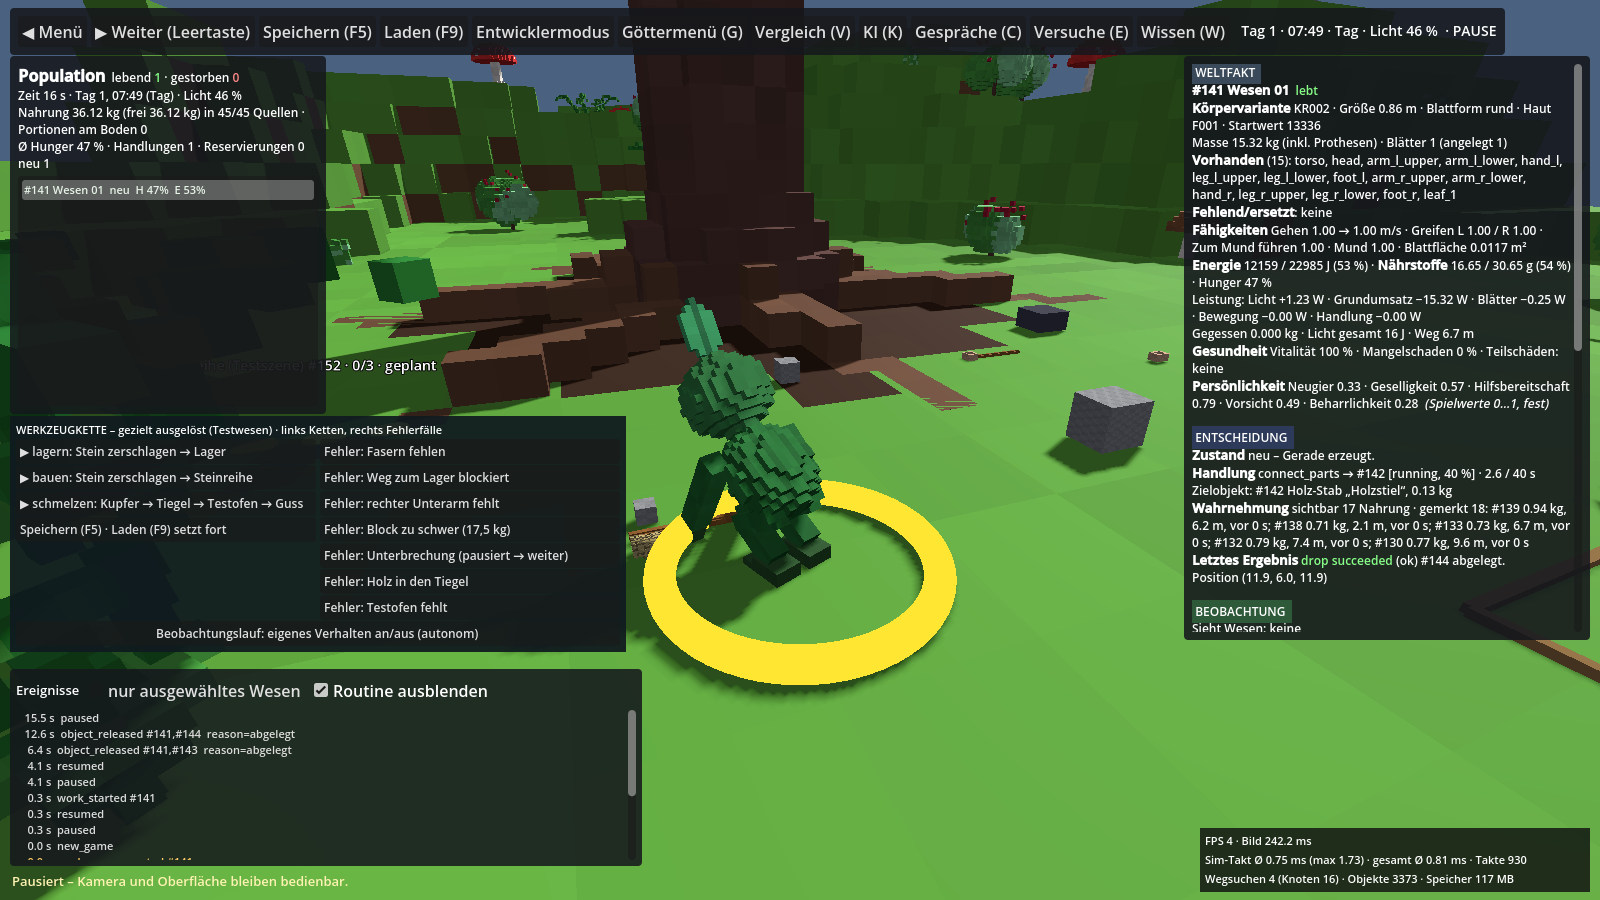 ◀ Menü ▶ Weiter (Leertaste) Speichern (F5) Laden (F9) Entwicklermodus Göttermenü (G) Vergleich (V) KI (K) Gespräche (C) Versuche (E) Wissen (W) Tag 1 · 07:49 · Tag · Licht 46 % · PAUSE
Population lebend 1 · gestorben 0
Zeit 16 s · Tag 1, 07:49 (Tag) · Licht 46 %
Nahrung 36.12 kg (frei 36.12 kg) in 45/45 Quellen ·
Portionen am Boden 0
Ø Hunger 47 % · Handlungen 1 · Reservierungen 0
neu 1
#141 Wesen 01 neu H 47% E 53%
(Testszene) #152 · 0/3 · geplant
WERKZEUGKETTE – gezielt ausgelöst (Testwesen) · links Ketten, rechts Fehlerfälle
▶ lagern: Stein zerschlagen → Lager
▶ bauen: Stein zerschlagen → Steinreihe
▶ schmelzen: Kupfer → Tiegel → Testofen → Guss
Speichern (F5) · Laden (F9) setzt fort
Fehler: Fasern fehlen
Fehler: Weg zum Lager blockiert
Fehler: rechter Unterarm fehlt
Fehler: Block zu schwer (17,5 kg)
Fehler: Unterbrechung (pausiert → weiter)
Fehler: Holz in den Tiegel
Fehler: Testofen fehlt
Beobachtungslauf: eigenes Verhalten an/aus (autonom)
Ereignisse nur ausgewähltes Wesen Routine ausblenden
15.5 s paused
12.6 s object_released #141,#144 reason=abgelegt
6.4 s object_released #141,#143 reason=abgelegt
4.1 s resumed
4.1 s paused
0.3 s work_started #141
0.3 s resumed
0.3 s paused
0.0 s new_game
Pausiert – Kamera und Oberfläche bleiben bedienbar.
WELTFAKT
#141 Wesen 01 lebt
Körpervariante KR002 · Größe 0.86 m · Blattform rund · Haut
F001 · Startwert 13336
Masse 15.32 kg (inkl. Prothesen) · Blätter 1 (angelegt 1)
Vorhanden (15): torso, head, arm_l_upper, arm_l_lower, hand_l,
leg_l_upper, leg_l_lower, foot_l, arm_r_upper, arm_r_lower,
hand_r, leg_r_upper, leg_r_lower, foot_r, leaf_1
Fehlend/ersetzt: keine
Fähigkeiten Gehen 1.00 → 1.00 m/s · Greifen L 1.00 / R 1.00 ·
Zum Mund führen 1.00 · Mund 1.00 · Blattfläche 0.0117 m²
Energie 12159 / 22985 J (53 %) · Nährstoffe 16.65 / 30.65 g (54 %)
· Hunger 47 %
Leistung: Licht +1.23 W · Grundumsatz −15.32 W · Blätter −0.25 W
· Bewegung −0.00 W · Handlung −0.00 W
Gegessen 0.000 kg · Licht gesamt 16 J · Weg 6.7 m
Gesundheit Vitalität 100 % · Mangelschaden 0 % · Teilschäden:
keine
Persönlichkeit Neugier 0.33 · Geselligkeit 0.57 · Hilfsbereitschaft
0.79 · Vorsicht 0.49 · Beharrlichkeit 0.28 (Spielwerte 0…1, fest)
ENTSCHEIDUNG
Zustand neu – Gerade erzeugt.
Handlung connect_parts → #142 [running, 40 %] · 2.6 / 40 s
Zielobjekt: #142 Holz-Stab „Holzstiel“, 0.13 kg
Wahrnehmung sichtbar 17 Nahrung · gemerkt 18: #139 0.94 kg,
6.2 m, vor 0 s; #138 0.71 kg, 2.1 m, vor 0 s; #133 0.73 kg, 6.7 m, vor
0 s; #132 0.79 kg, 7.4 m, vor 0 s; #130 0.77 kg, 9.6 m, vor 0 s
Letztes Ergebnis drop succeeded (ok) #144 abgelegt.
Position (11.9, 6.0, 11.9)
BEOBACHTUNG
Sieht Wesen: keine
FPS 4 · Bild 242.2 ms
Sim-Takt Ø 0.75 ms (max 1.73) · gesamt Ø 0.81 ms · Takte 930
Wegsuchen 4 (Knoten 16) · Objekte 3373 · Speicher 117 MB